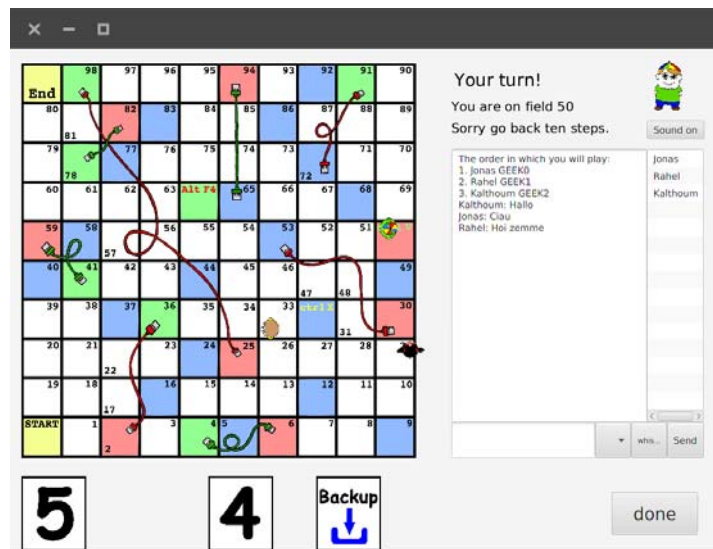 Your turn!
You are on field 50
Sorry go back ten steps.
Sound on
End 98 97 96 95 94 93 92 91 90
80 81 82 83 84 85 86 87 88 89
79 78 77 76 75 74 73 72 71 70
60 61 62 63 Alt F4 65 66 67 68 69
59 58 57 56 55 54 53 52 51
40 41 42 43 44 45 46 47 48 49
39 38 37 36 35 34 33 ctrl X 31 30
20 21 22 23 24 25 26 27 28
19 18 17 16 15 14 13 12 11 10
START 1 2 3 4 5 6 7 8 9
The order in which you will play:
1. Jonas GEEK0
2. Rahel GEEK1
3. Kalthoum GEEK2
Kalthoum: Hallo
Jonas: Ciau
Rahel: Hoi zemme
Jonas
Rahel
Kalthoum
whis...
Send
5
4
Backup
done